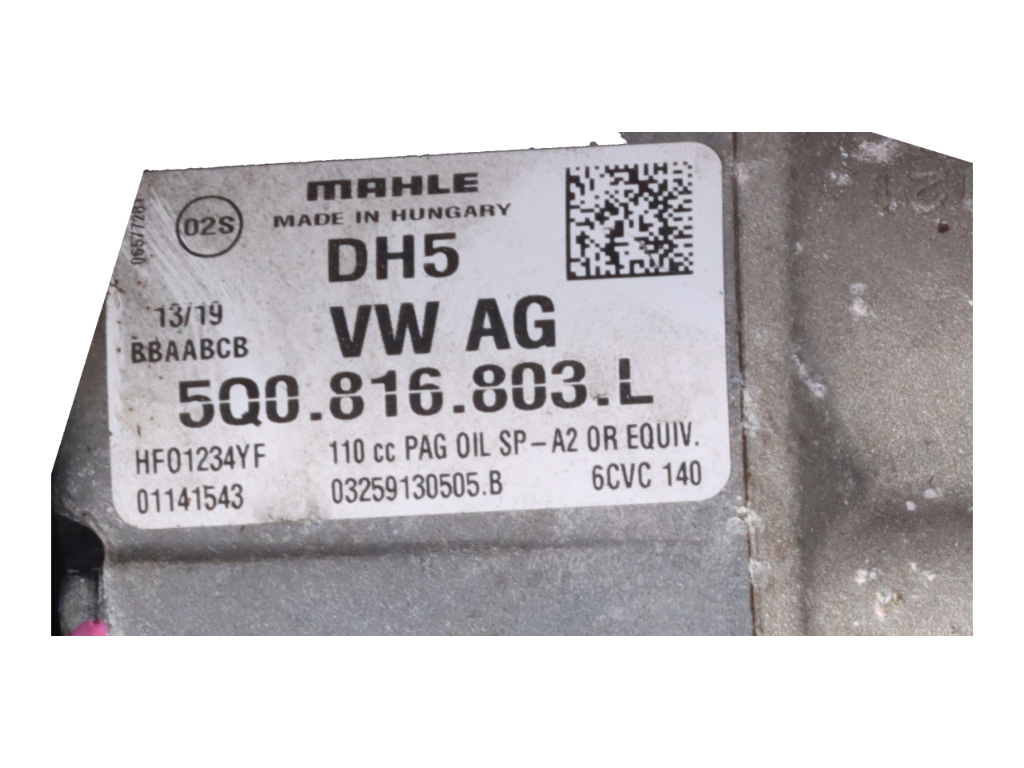 MAHLE
MADE IN HUNGARY
02S
DH5
13/19
VW AG
BBAABCB
5Q0.816.803.L
HFO1234YF
110 cc PAG OIL SP-A2 OR EQUIV.
01141543
03259130505.B
6CVC 140